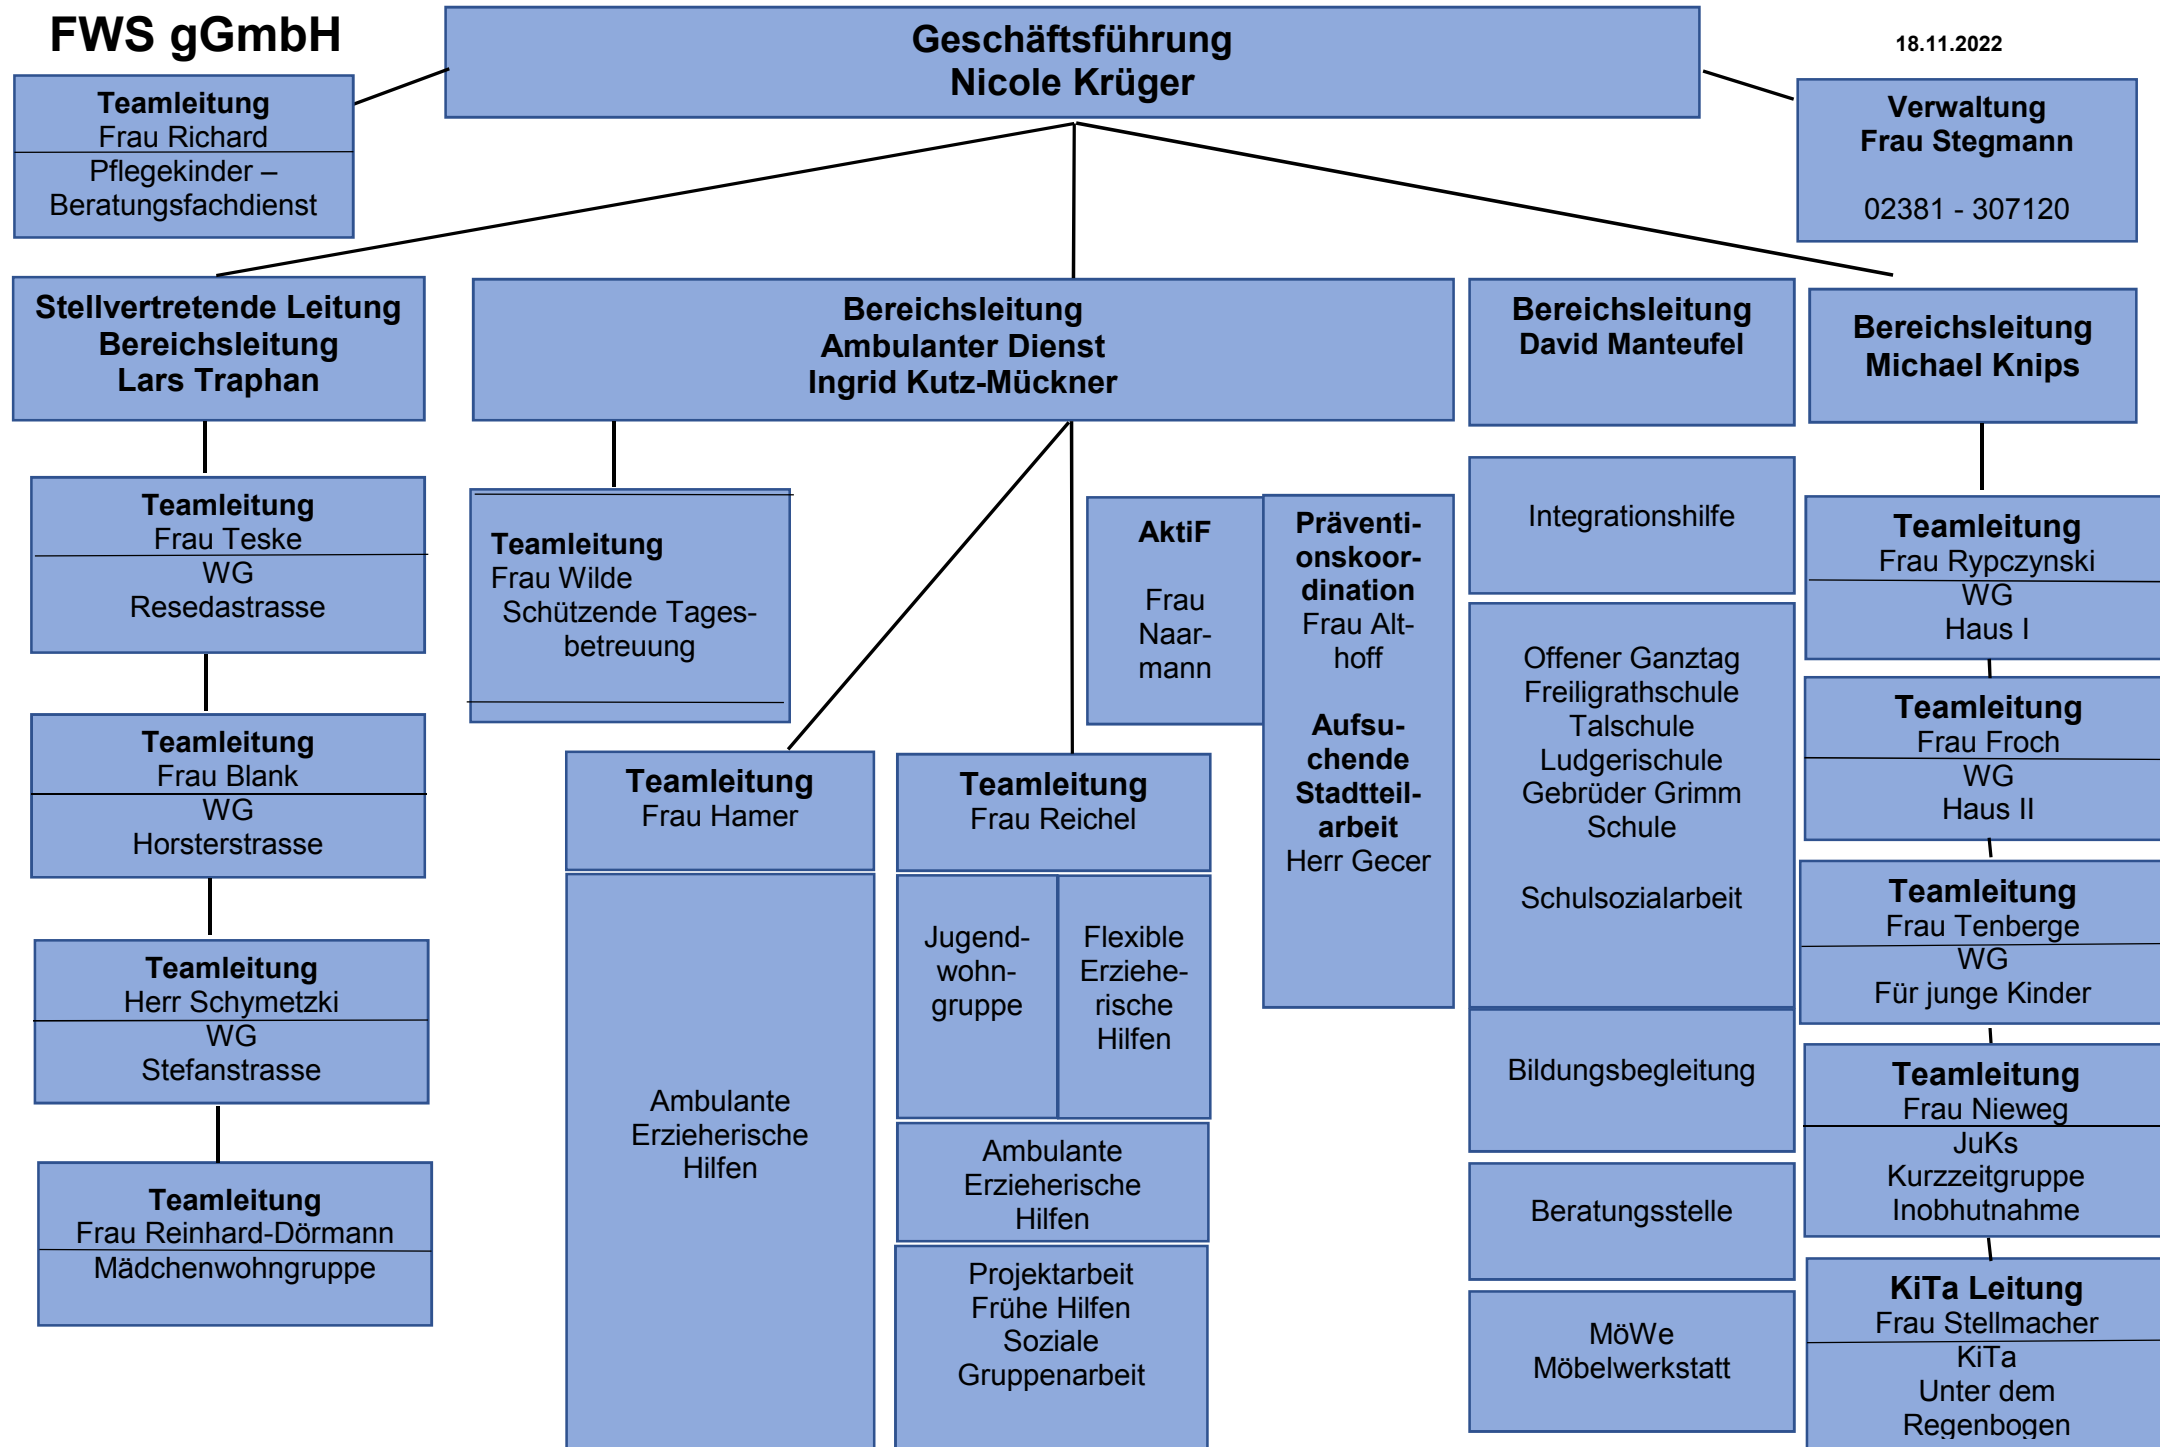 FWS gGmbH
Geschäftsführung
Nicole Krüger
18.11.2022
Teamleitung
Frau Richard
Pflegekinder –
Beratungsfachdienst
Verwaltung
Frau Stegmann
02381 - 307120
Stellvertretende Leitung
Bereichsleitung
Lars Traphan
Bereichsleitung
Ambulanter Dienst
Ingrid Kutz-Mückner
Bereichsleitung
David Manteufel
Bereichsleitung
Michael Knips
Teamleitung
Frau Teske
WG
Resedastrasse
Teamleitung
Frau Blank
WG
Horsterstrasse
Teamleitung
Herr Schymetzki
WG
Stefanstrasse
Teamleitung
Frau Reinhard-Dörmann
Mädchenwohngruppe
Teamleitung
Frau Wilde
Schützende Tages-
betreuung
Teamleitung
Frau Hamer
Ambulante
Erzieherische
Hilfen
Teamleitung
Frau Reichel
Jugend-
wohn-
gruppe
Flexible
Erziehe-
rische
Hilfen
Ambulante
Erzieherische
Hilfen
Projektarbeit
Frühe Hilfen
Soziale
Gruppenarbeit
AktiF
Frau
Naar-
mann
Präventi-
onskoor-
dination
Frau Alt-
hoff
Aufsu-
chende
Stadtteil-
arbeit
Herr Gecer
Integrationshilfe
Offener Ganztag
Freiligrathschule
Talschule
Ludgerischule
Gebrüder Grimm
Schule
Schulsozialarbeit
Bildungsbegleitung
Beratungsstelle
MöWe
Möbelwerkstatt
Teamleitung
Frau Rypczynski
WG
Haus I
Teamleitung
Frau Froch
WG
Haus II
Teamleitung
Frau Tenberge
WG
Für junge Kinder
Teamleitung
Frau Nieweg
JuKs
Kurzzeitgruppe
Inobhutnahme
KiTa Leitung
Frau Stellmacher
KiTa
Unter dem
Regenbogen